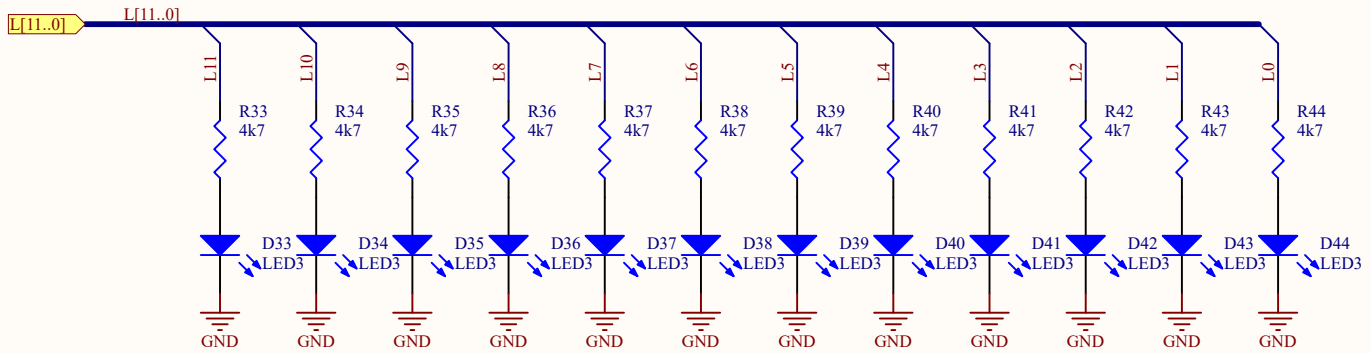 L[11..0]
L[11..0]
L11
L10
L9
L8
L7
L6
L5
L4
L3
L2
L1
L0
R33
4k7
R34
4k7
R35
4k7
R36
4k7
R37
4k7
R38
4k7
R39
4k7
R40
4k7
R41
4k7
R42
4k7
R43
4k7
R44
4k7
D33
LED3
D34
LED3
D35
LED3
D36
LED3
D37
LED3
D38
LED3
D39
LED3
D40
LED3
D41
LED3
D42
LED3
D43
LED3
D44
LED3
GND
GND
GND
GND
GND
GND
GND
GND
GND
GND
GND
GND